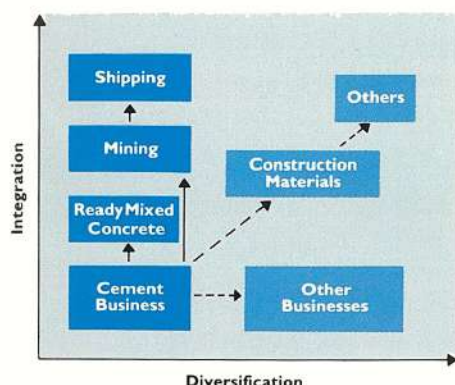 Integration
Shipping
Others
Mining
Construction
Materials
Ready Mixed
Concrete
Cement
Business
Other
Businesses
Diversification